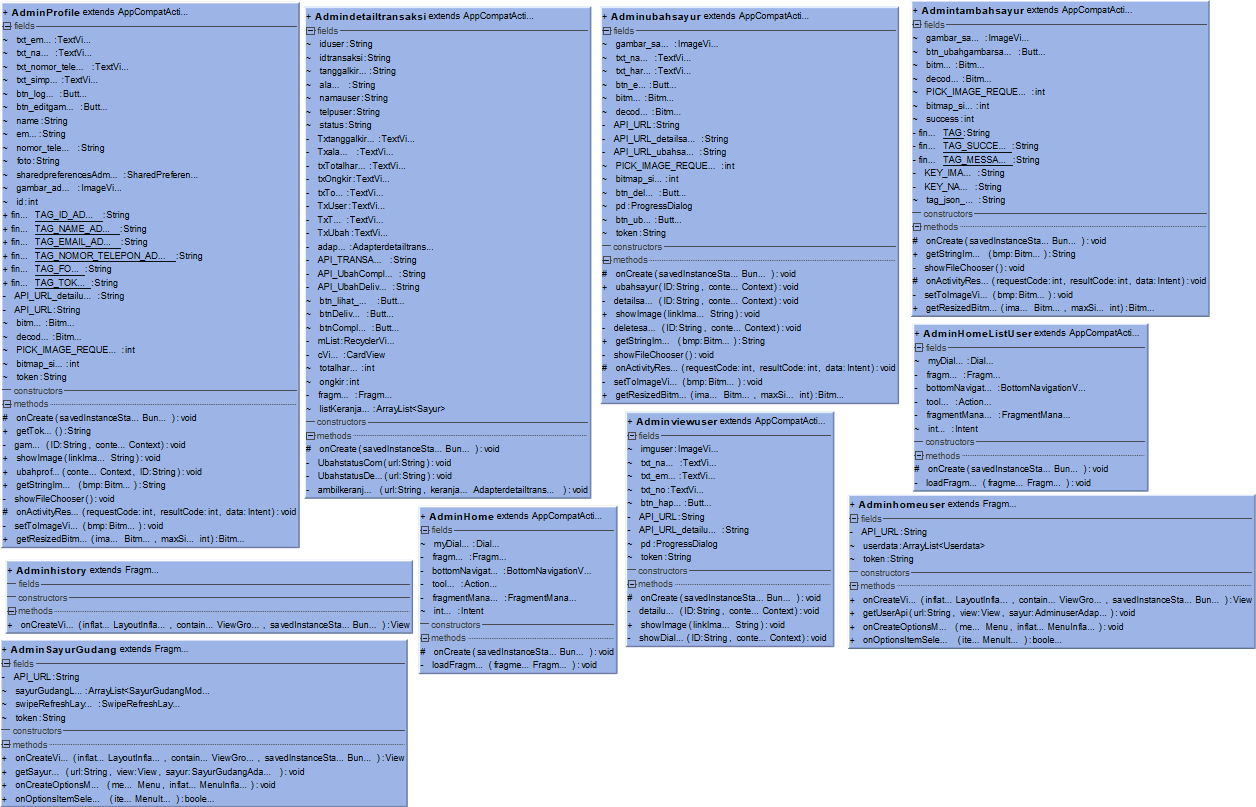 + AdminProfile extends AppCompatActi...
fields
~ txt_em... :TextVi...
~ txt_na... :TextVi...
~ txt_nomor_tele... :TextVi...
~ txt_simp... :TextVi...
~ btn_log... :Butt...
~ btn_editgam... :Butt...
~ name:String
~ em... :String
~ nomor_tele... :String
~ foto:String
~ sharedpreferencesAdm... :SharedPreferen...
~ gambar_ad... :ImageVi...
~ id:int
+ fin... TAG_ID_AD... :String
+ fin... TAG_NAME_AD... :String
+ fin... TAG_EMAIL_AD... :String
+ fin... TAG_NOMOR_TELEPON_AD... :String
+ fin... TAG_FO... :String
+ fin... TAG_TOK... :String
- API_URL_detailu... :String
- API_URL:String
~ bitm... :Bitm...
~ decod... :Bitm...
~ PICK_IMAGE_REQUE... :int
~ bitmap_si... :int
~ token:String
constructors
methods
# onCreate(savedInstanceSta... Bun... ):void
+ getTok... ():String
- gam... (ID:String, conte... Context):void
+ showImage(linkIma... String):void
+ ubahprof... (conte... Context, ID:String):void
+ getStringIm... (bmp:Bitm... ):String
- showFileChooser():void
# onActivityRes... (requestCode:int, resultCode:int, data:Intent):void
- setToImageVi... (bmp:Bitm... ):void
+ getResizedBitm... (ima... Bitm... , maxSi... int):Bitm...
+ Admindetailtransaksi extends AppCompatActi...
fields
~ iduser:String
~ idtransaksi:String
~ tanggalkir... :String
~ ala... :String
~ namauser:String
~ telpuser:String
~ status:String
- Txtanggalkir... :TextVi...
- Txala... :TextVi...
- txTotalhar... :TextVi...
- txOngkir:TextVi...
- txTo... :TextVi...
- TxUser:TextVi...
- TxT... :TextVi...
- TxUbah:TextVi...
- adap... :Adapterdetailtrans...
- API_TRANSA... :String
- API_UbahCompl... :String
- API_UbahDeliv... :String
~ btn_lihat_... :Butt...
~ btnDeliv... :Butt...
~ btnCompl... :Butt...
- mList:RecyclerVi...
~ cVi... :CardView
~ totalhar... :int
~ ongkir:int
- fragm... :Fragm...
~ listKeranja... :ArrayList<Sayur>
constructors
methods
# onCreate(savedInstanceSta... Bun... ):void
- UbahstatusCom(url:String):void
- UbahstatusDe... (url:String):void
- ambilkeranj... (url:String, keranja... Adapterdetailtrans... ):void
+ Adminubahsayur extends AppCompatActi...
fields
~ gambar_sa... :ImageVi...
~ txt_na... :TextVi...
~ txt_har... :TextVi...
~ btn_e... :Butt...
~ bitm... :Bitm...
~ decod... :Bitm...
- API_URL:String
- API_URL_detailsa... :String
- API_URL_ubahsa... :String
~ PICK_IMAGE_REQUE... :int
~ bitmap_si... :int
~ btn_del... :Butt...
~ pd:ProgressDialog
~ btn_ub... :Butt...
~ token:String
constructors
methods
# onCreate(savedInstanceSta... Bun... ):void
+ ubahsayur(ID:String, conte... Context):void
- detailsa... (ID:String, conte... Context):void
+ showImage(linkIma... String):void
- deletesa... (ID:String, conte... Context):void
+ getStringIm... (bmp:Bitm... ):String
- showFileChooser():void
# onActivityRes... (requestCode:int, resultCode:int, data:Intent):void
- setToImageVi... (bmp:Bitm... ):void
+ getResizedBitm... (ima... Bitm... , maxSi... int):Bitm...
+ Admintambahsayur extends AppCompatActi...
fields
~ gambar_sa... :ImageVi...
~ btn_ubahgambarsa... :Butt...
~ bitm... :Bitm...
~ decod... :Bitm...
~ PICK_IMAGE_REQUE... :int
~ bitmap_si... :int
~ success:int
- fin... TAG:String
- fin... TAG_SUCCE... :String
- fin... TAG_MESSA... :String
- KEY_IMA... :String
- KEY_NA... :String
~ tag_json_... :String
constructors
methods
# onCreate(savedInstanceSta... Bun... ):void
+ getStringIm... (bmp:Bitm... ):String
- showFileChooser():void
# onActivityRes... (requestCode:int, resultCode:int, data:Intent):void
- setToImageVi... (bmp:Bitm... ):void
+ getResizedBitm... (ima... Bitm... , maxSi... int):Bitm...
+ AdminHomeListUser extends AppCompatActi...
fields
~ myDial... :Dial...
- fragm... :Fragm...
- bottomNavigat... :BottomNavigationV...
- tool... :Action...
- fragmentMana... :FragmentMana...
~ int... :Intent
constructors
methods
# onCreate(savedInstanceSta... Bun... ):void
- loadFragm... (fragme... Fragm... ):void
+ Adminviewuser extends AppCompatActi...
fields
~ imguser:ImageVi...
~ txt_na... :TextVi...
~ txt_em... :TextVi...
~ txt_no:TextVi...
~ btn_hap... :Butt...
- API_URL:String
- API_URL_detailu... :String
~ pd:ProgressDialog
~ token:String
constructors
methods
# onCreate(savedInstanceSta... Bun... ):void
- detailu... (ID:String, conte... Context):void
+ showImage(linkIma... String):void
- showDial... (ID:String, conte... Context):void
+ Adminhomeuser extends Fragm...
fields
- API_URL:String
~ userdata:ArrayList<Userdata>
~ token:String
constructors
methods
+ onCreateVi... (inflat... LayoutInfla... , contain... ViewGro... , savedInstanceSta... Bun... ):View
+ getUserApi(url:String, view:View, sayur:AdminuserAdap... ):void
+ onCreateOptionsM... (me... Menu, inflat... MenuInfla... ):void
+ onOptionsItemSele... (ite... MenuIt... ):boole...
+ AdminHome extends AppCompatActi...
fields
~ myDial... :Dial...
- fragm... :Fragm...
- bottomNavigat... :BottomNavigationV...
- tool... :Action...
- fragmentMana... :FragmentMana...
~ int... :Intent
constructors
methods
# onCreate(savedInstanceSta... Bun... ):void
- loadFragm... (fragme... Fragm... ):void
+ Adminhistory extends Fragm...
fields
constructors
methods
+ onCreateVi... (inflat... LayoutInfla... , contain... ViewGro... , savedInstanceSta... Bun... ):View
+ AdminSayurGudang extends Fragm...
fields
- API_URL:String
~ sayurGudangL... :ArrayList<SayurGudangMod...
~ swipeRefreshLay... :SwipeRefreshLay...
~ token:String
constructors
methods
+ onCreateVi... (inflat... LayoutInfla... , contain... ViewGro... , savedInstanceSta... Bun... ):View
+ getSayur... (url:String, view:View, sayur:SayurGudangAda... ):void
+ onCreateOptionsM... (me... Menu, inflat... MenuInfla... ):void
+ onOptionsItemSele... (ite... MenuIt... ):boole...